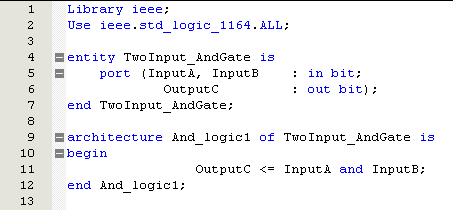 1 Library ieee;
2 Use ieee.std_logic_1164.ALL;
3
4 entity TwoInput_AndGate is
5 port (InputA, InputB : in bit;
6 OutputC : out bit);
7 end TwoInput_AndGate;
8
9 architecture And_logic1 of TwoInput_AndGate is
10 begin
11 OutputC <= InputA and InputB;
12 end And_logic1;
13